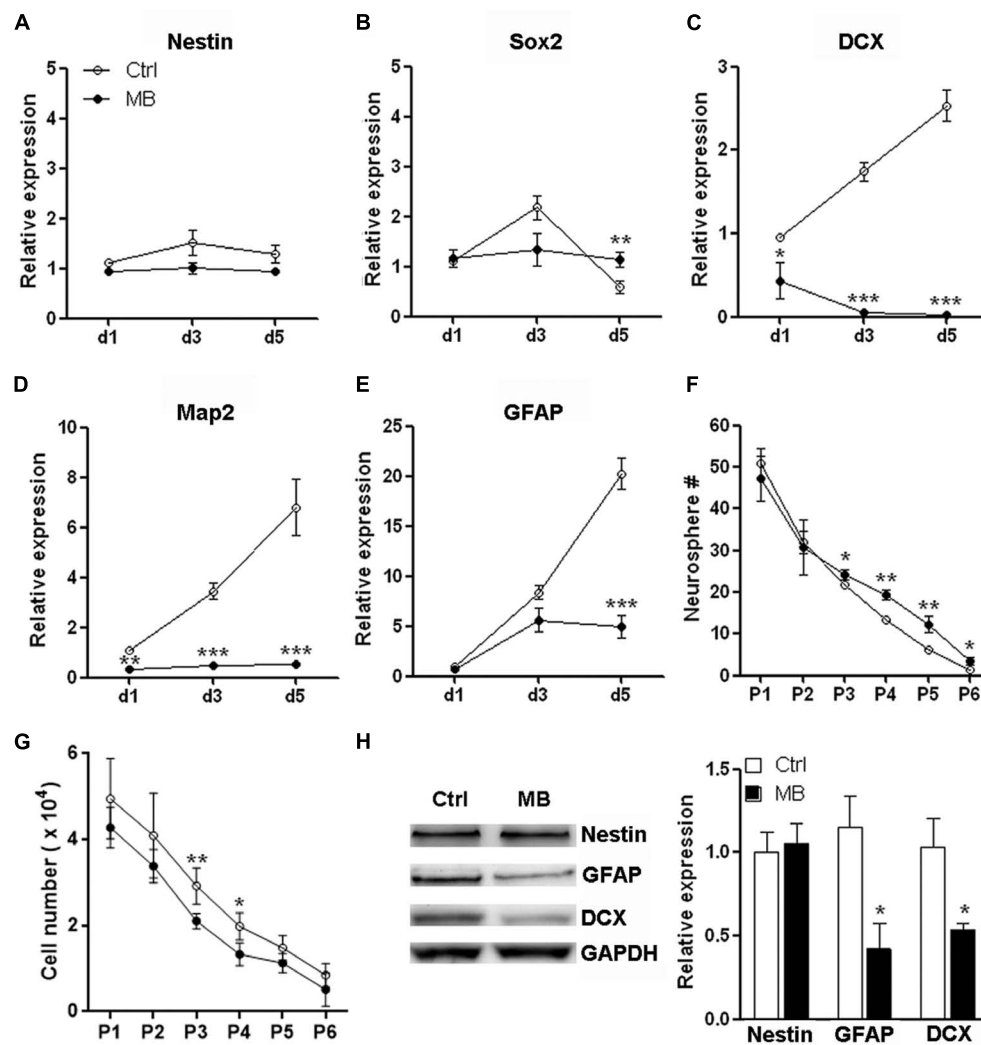 A
Nestin
Ctrl
MB
Relative expression
5
4
3
2
1
0
d1 d3 d5
B
Sox2
Relative expression
5
4
3
2
1
0
**
d1 d3 d5
C
DCX
Relative expression
3
2
1
0
*
***
***
d1 d3 d5
D
Map2
Relative expression
10
8
6
4
2
0
**
***
***
d1 d3 d5
E
GFAP
Relative expression
25
20
15
10
5
0
***
d1 d3 d5
F
Neurosphere #
60
50
40
30
20
10
0
*
**
**
*
P1 P2 P3 P4 P5 P6
G
Cell number ( x 10⁴)
6
4
2
0
**
*
P1 P2 P3 P4 P5 P6
H
Ctrl MB
Nestin
GFAP
DCX
GAPDH
Ctrl
MB
Relative expression
1.5
1.0
0.5
0.0
*
*
Nestin GFAP DCX